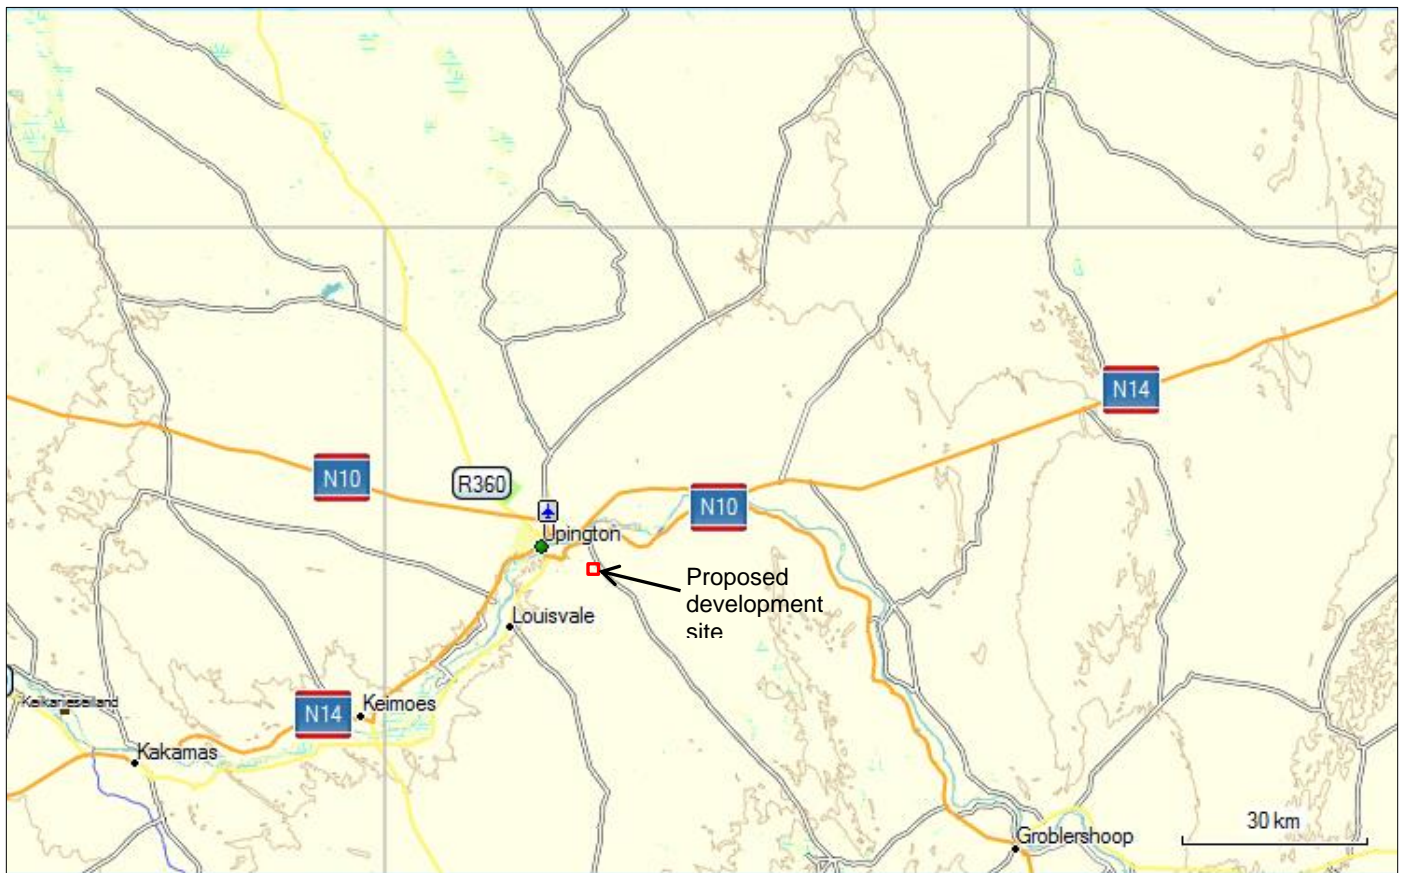 N14
N10
R360
N10
Upington
Proposed
development
site
Louisvale
Keimoes
N14
Kakamas
30 km
Groblershoop